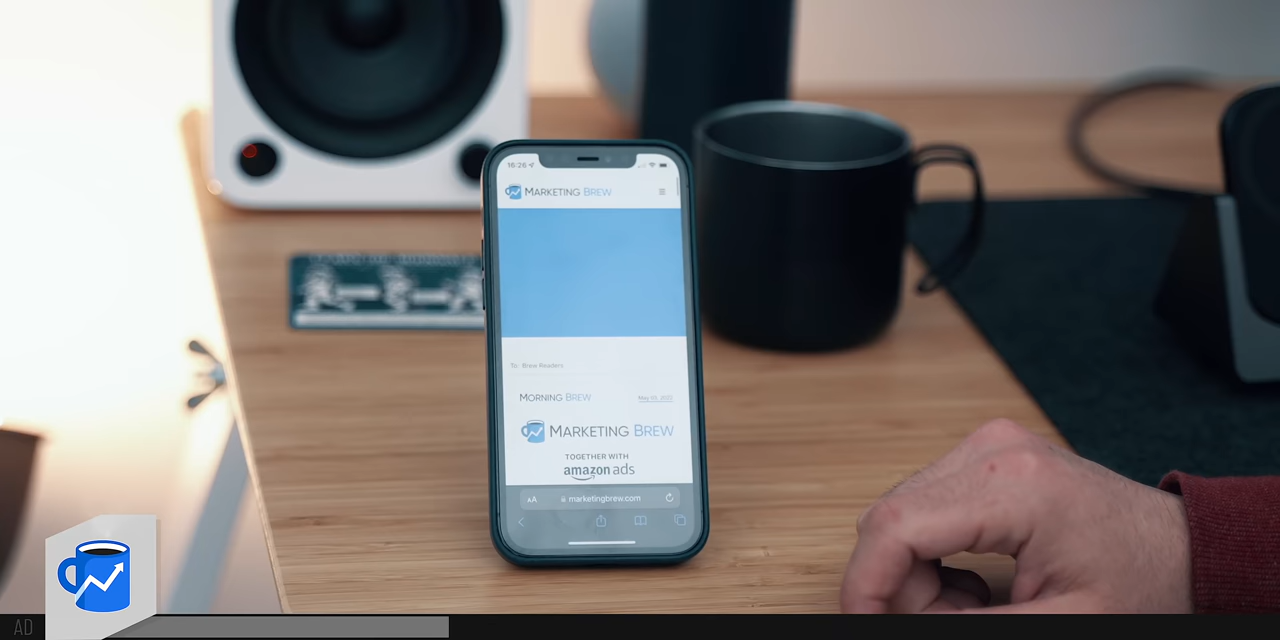 16:26
MARKETING BREW
To: Brew Readers
MORNING BREW
May 10, 2022
MARKETING BREW
TOGETHER WITH
amazon ads
AA
marketingbrew.com
AD